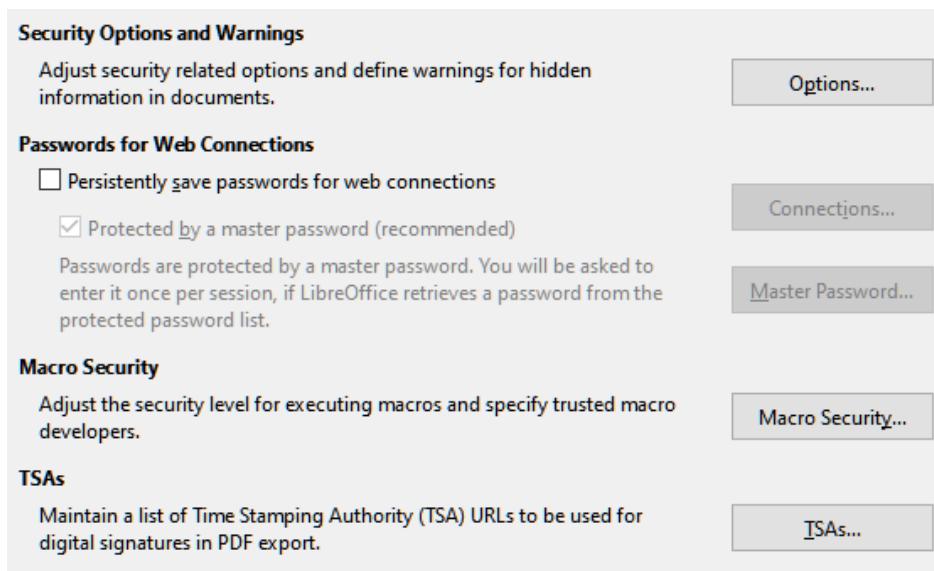 Security Options and Warnings
Adjust security related options and define warnings for hidden
information in documents.
Options...
Passwords for Web Connections
Persistently save passwords for web connections
Connections...
Protected by a master password (recommended)
Passwords are protected by a master password. You will be asked to
enter it once per session, if LibreOffice retrieves a password from the
protected password list.
Master Password...
Macro Security
Adjust the security level for executing macros and specify trusted macro
developers.
Macro Security...
TSAs
Maintain a list of Time Stamping Authority (TSA) URLs to be used for
digital signatures in PDF export.
TSAs...